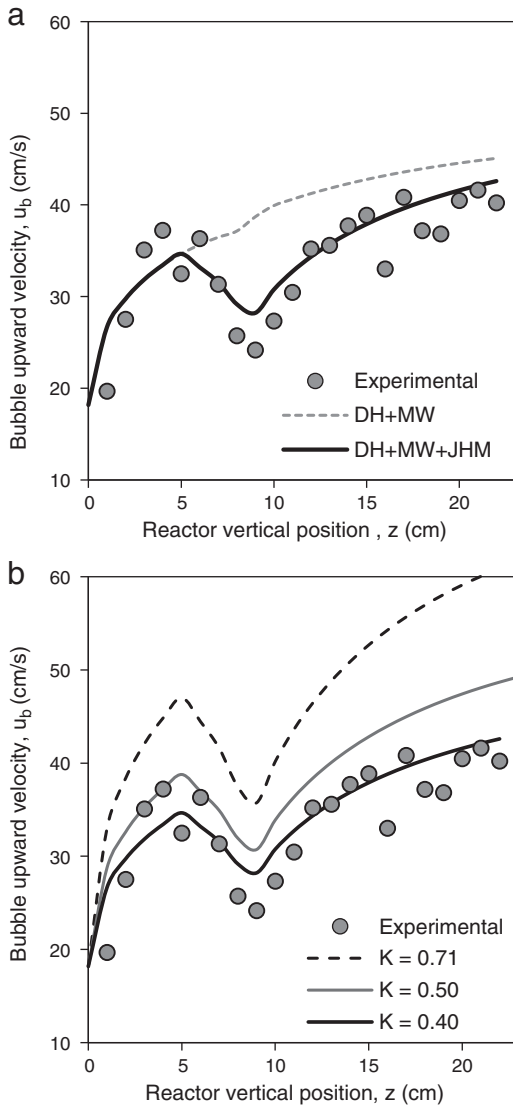 a
60
50
40
30
20
10
Bubble upward velocity, u_b (cm/s)
Experimental
DH+MW
DH+MW+JHM
0 5 10 15 20
Reactor vertical position , z (cm)
b
60
50
40
30
20
10
Bubble upward velocity, u_b (cm/s)
Experimental
K = 0.71
K = 0.50
K = 0.40
0 5 10 15 20
Reactor vertical position, z (cm)